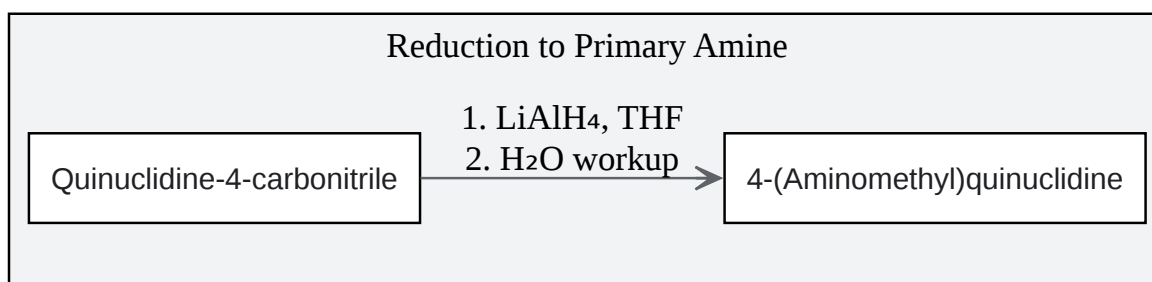 Reduction to Primary Amine
1. LiAlH₄, THF
2. H₂O workup
Quinuclidine-4-carbonitrile
4-(Aminomethyl)quinuclidine